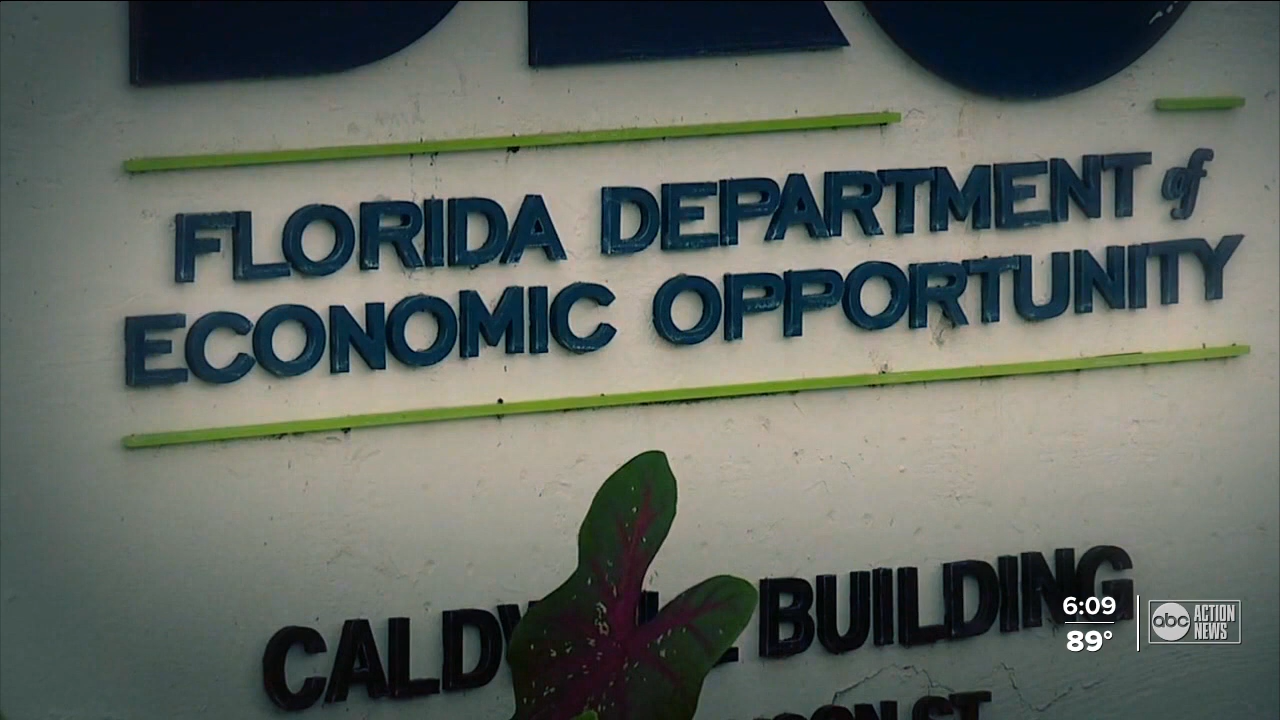 FLORIDA DEPARTMENT of
ECONOMIC OPPORTUNITY
BUILDING
6:09
89°
abc ACTION
NEWS